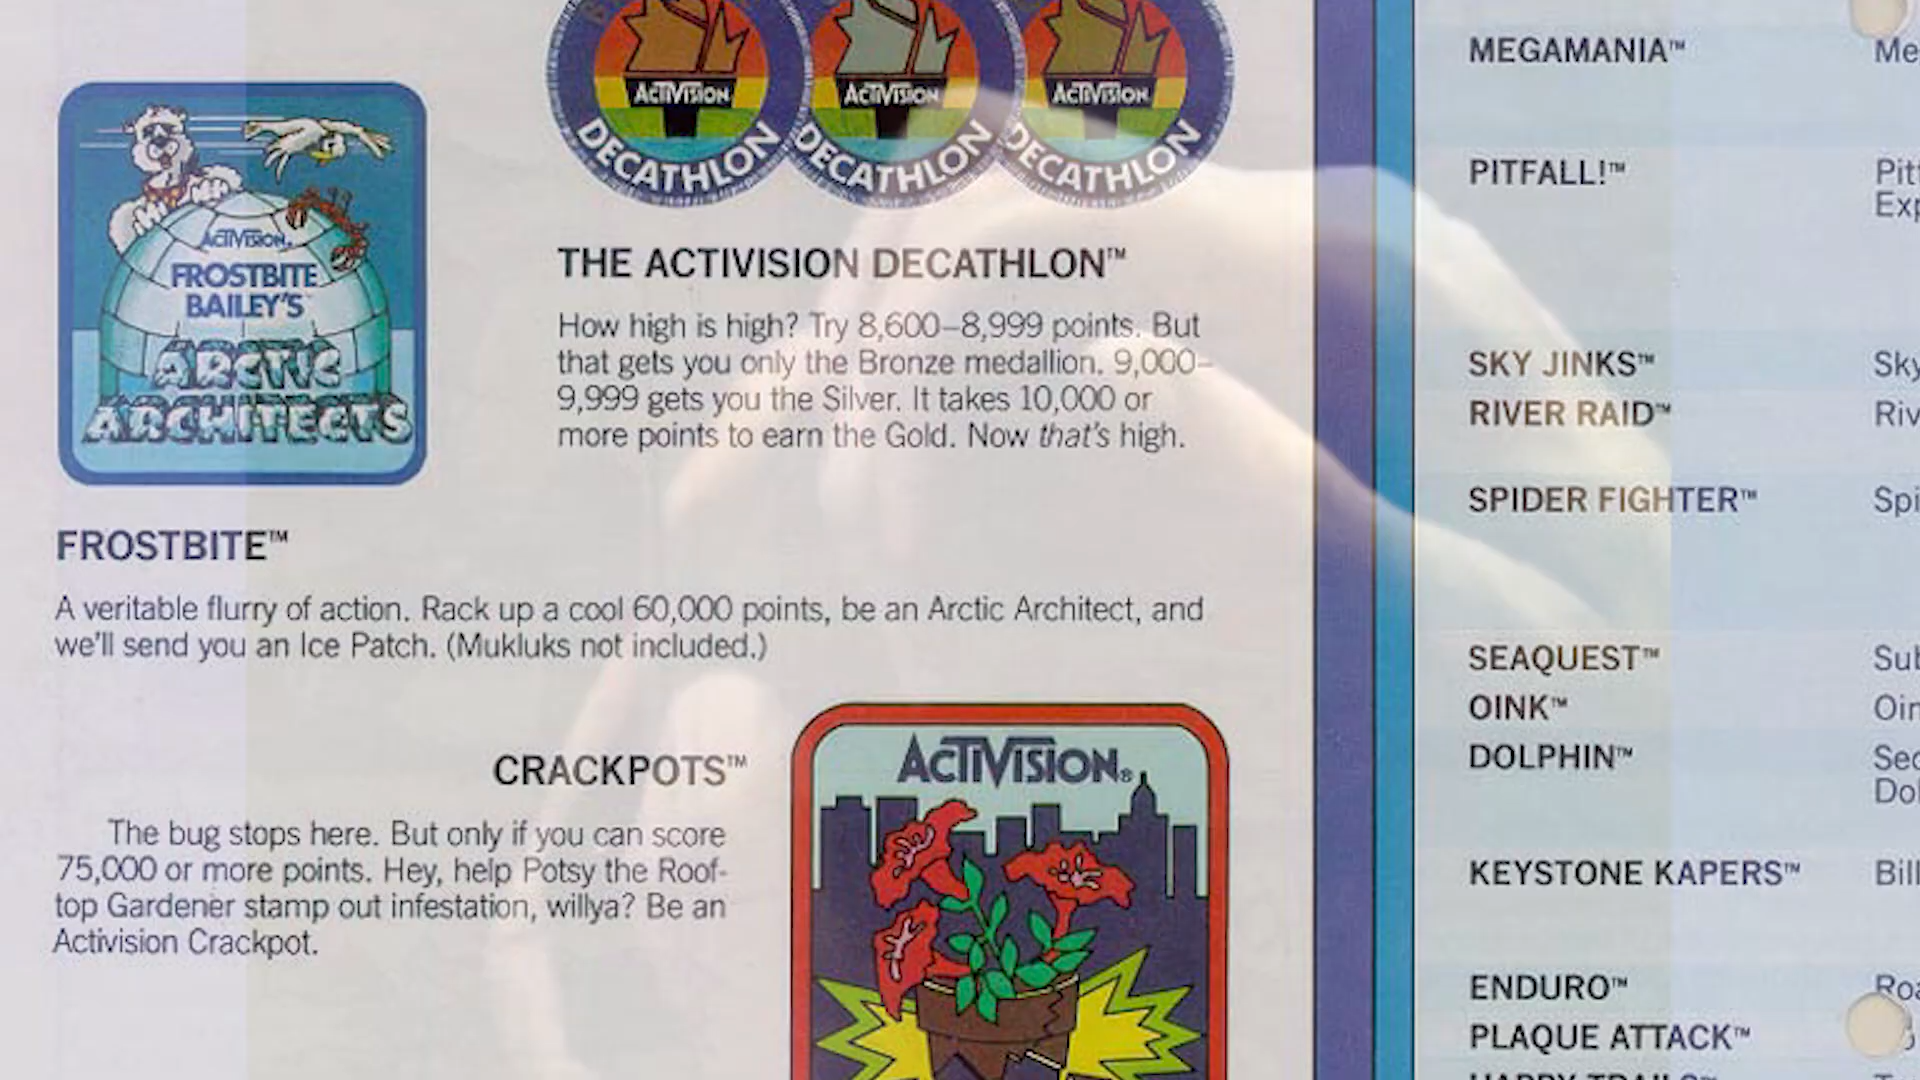 ACTIVISION
DECATHLON
ACTIVISION
DECATHLON
ACTIVISION
DECATHLON
ACTIVISION®
FROSTBITE
BAILEY'S
ARCTIC
ARCHITECTS
THE ACTIVISION DECATHLON™
How high is high? Try 8,600–8,999 points. But
that gets you only the Bronze medallion. 9,000–
9,999 gets you the Silver. It takes 10,000 or
more points to earn the Gold. Now that's high.
FROSTBITE™
A veritable flurry of action. Rack up a cool 60,000 points, be an Arctic Architect, and
we'll send you an Ice Patch. (Mukluks not included.)
CRACKPOTS™
The bug stops here. But only if you can score
75,000 or more points. Hey, help Potsy the Roof-
top Gardener stamp out infestation, willya? Be an
Activision Crackpot.
ACTIVISION®
MEGAMANIA™
PITFALL!™
SKY JINKS™
RIVER RAID™
SPIDER FIGHTER™
SEAQUEST™
OINK™
DOLPHIN™
KEYSTONE KAPERS™
Bill
ENDURO™
PLAQUE ATTACK™